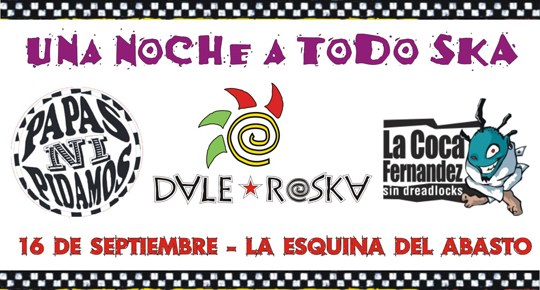 UNA NOCHE A TODO SKA
PAPAS
NI
PIDAMOS
DALE ★ R@SKA
La Coca
Fernandez
sin dreadlocks
16 DE SEPTIEMBRE - LA ESQUINA DEL ABASTO